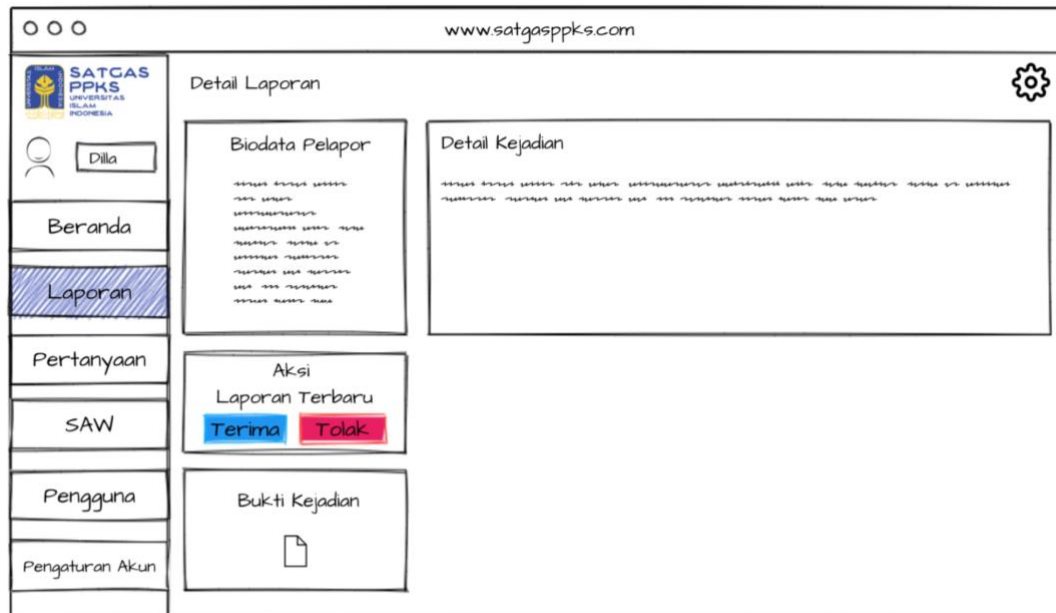 www.satgasppks.com
SATGAS
PPKS
UNIVERSITAS
ISLAM
INDONESIA
Dilla
Beranda
Laporan
Pertanyaan
SAW
Pengguna
Pengaturan Akun
Detail Laporan
Biodata Pelapor
Detail Kejadian
Aksi
Laporan Terbaru
Terima Tolak
Bukti Kejadian